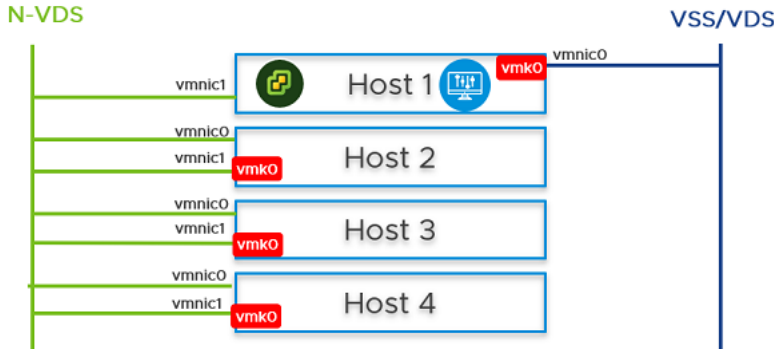 N-VDS
VSS/VDS
vmnic0
vmk0
vmnic1
Host 1
vmnic0
vmnic1
vmk0
Host 2
vmnic0
vmnic1
vmk0
Host 3
vmnic0
vmnic1
vmk0
Host 4